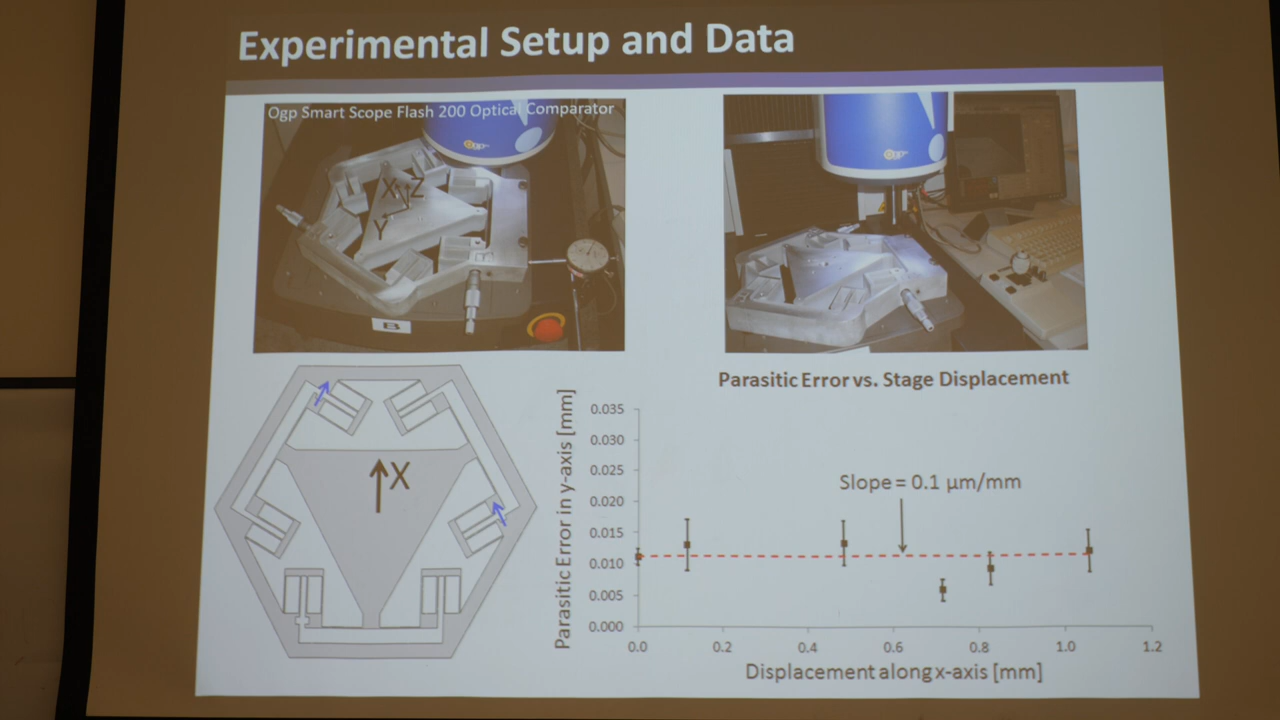 Experimental Setup and Data
Ogp Smart Scope Flash 200 Optical Comparator
X Z
Y
B
X
Parasitic Error vs. Stage Displacement
Parasitic Error in y-axis [mm]
0.035
0.030
0.025
0.020
0.015
0.010
0.005
0.000
Slope = 0.1 μm/mm
0.0 0.2 0.4 0.6 0.8 1.0 1.2
Displacement along x-axis [mm]